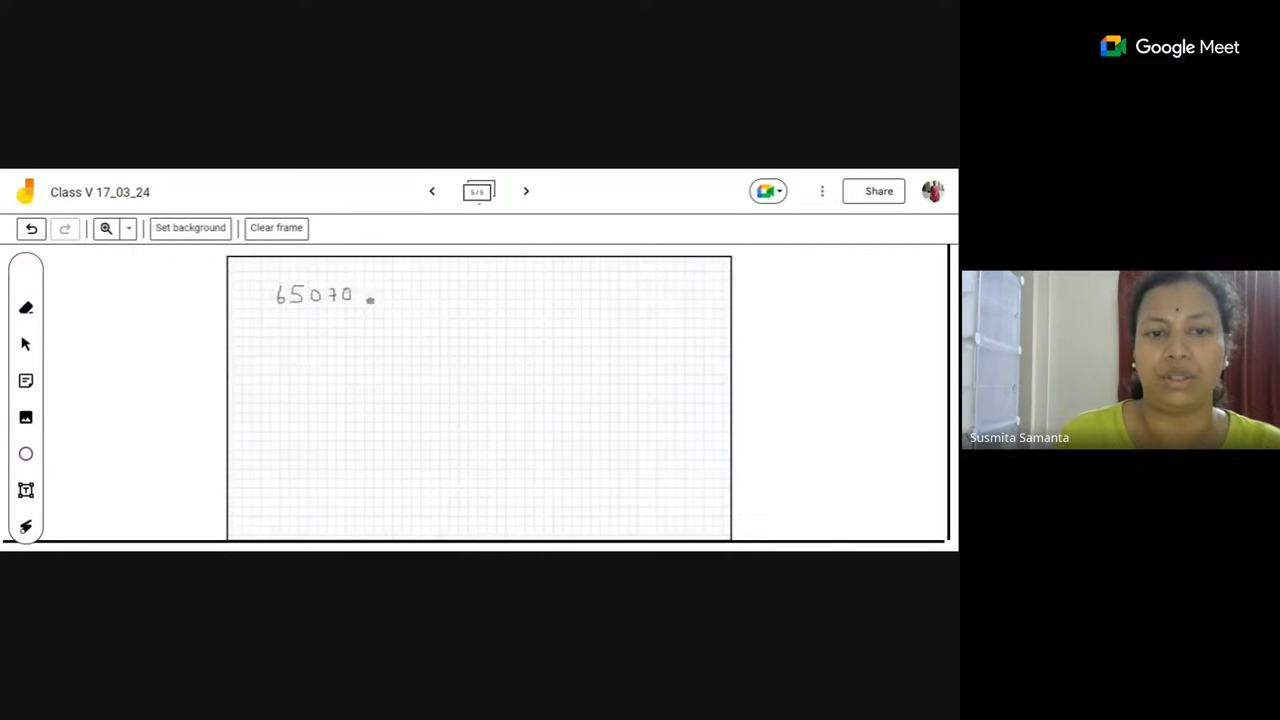 Google Meet
Class V 17_03_24
5/5
Share
Set background
Clear frame
65070
Susmita Samanta